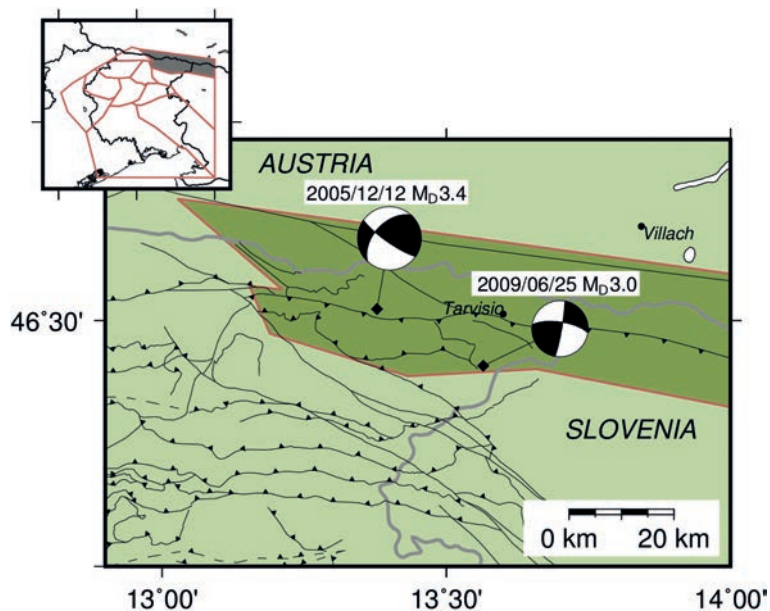 AUSTRIA
2005/12/12 MD3.4
Villach
2009/06/25 MD3.0
Tarvisio
46˚30'
SLOVENIA
0 km 20 km
13˚00' 13˚30' 14˚00'